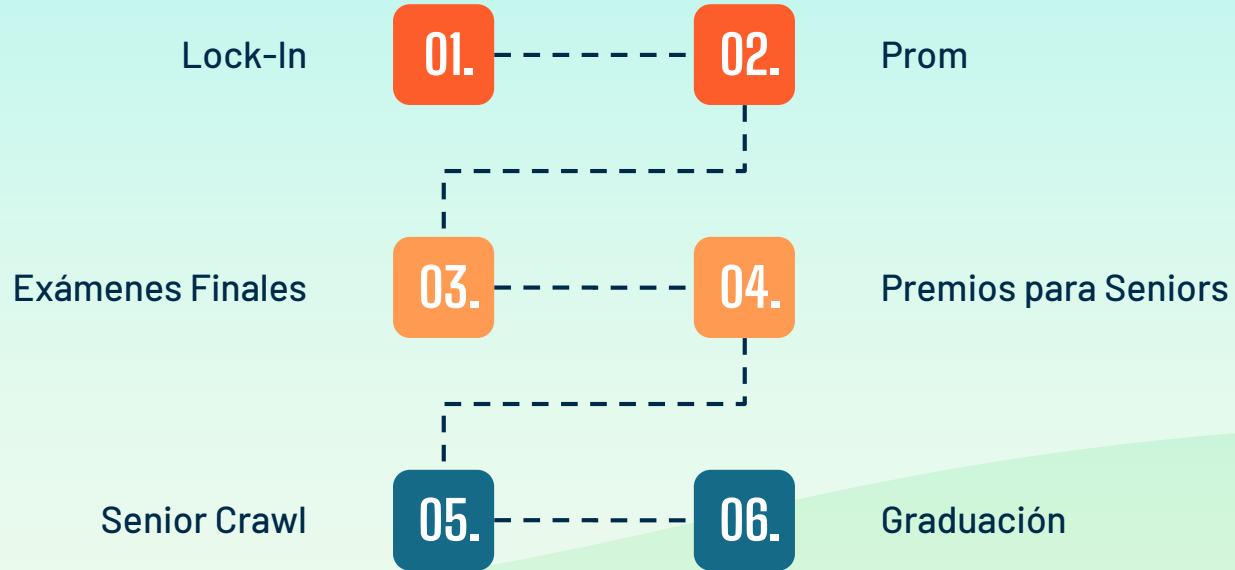 Lock-In
01.
02.
Prom
Exámenes Finales
03.
04.
Premios para Seniors
Senior Crawl
05.
06.
Graduación